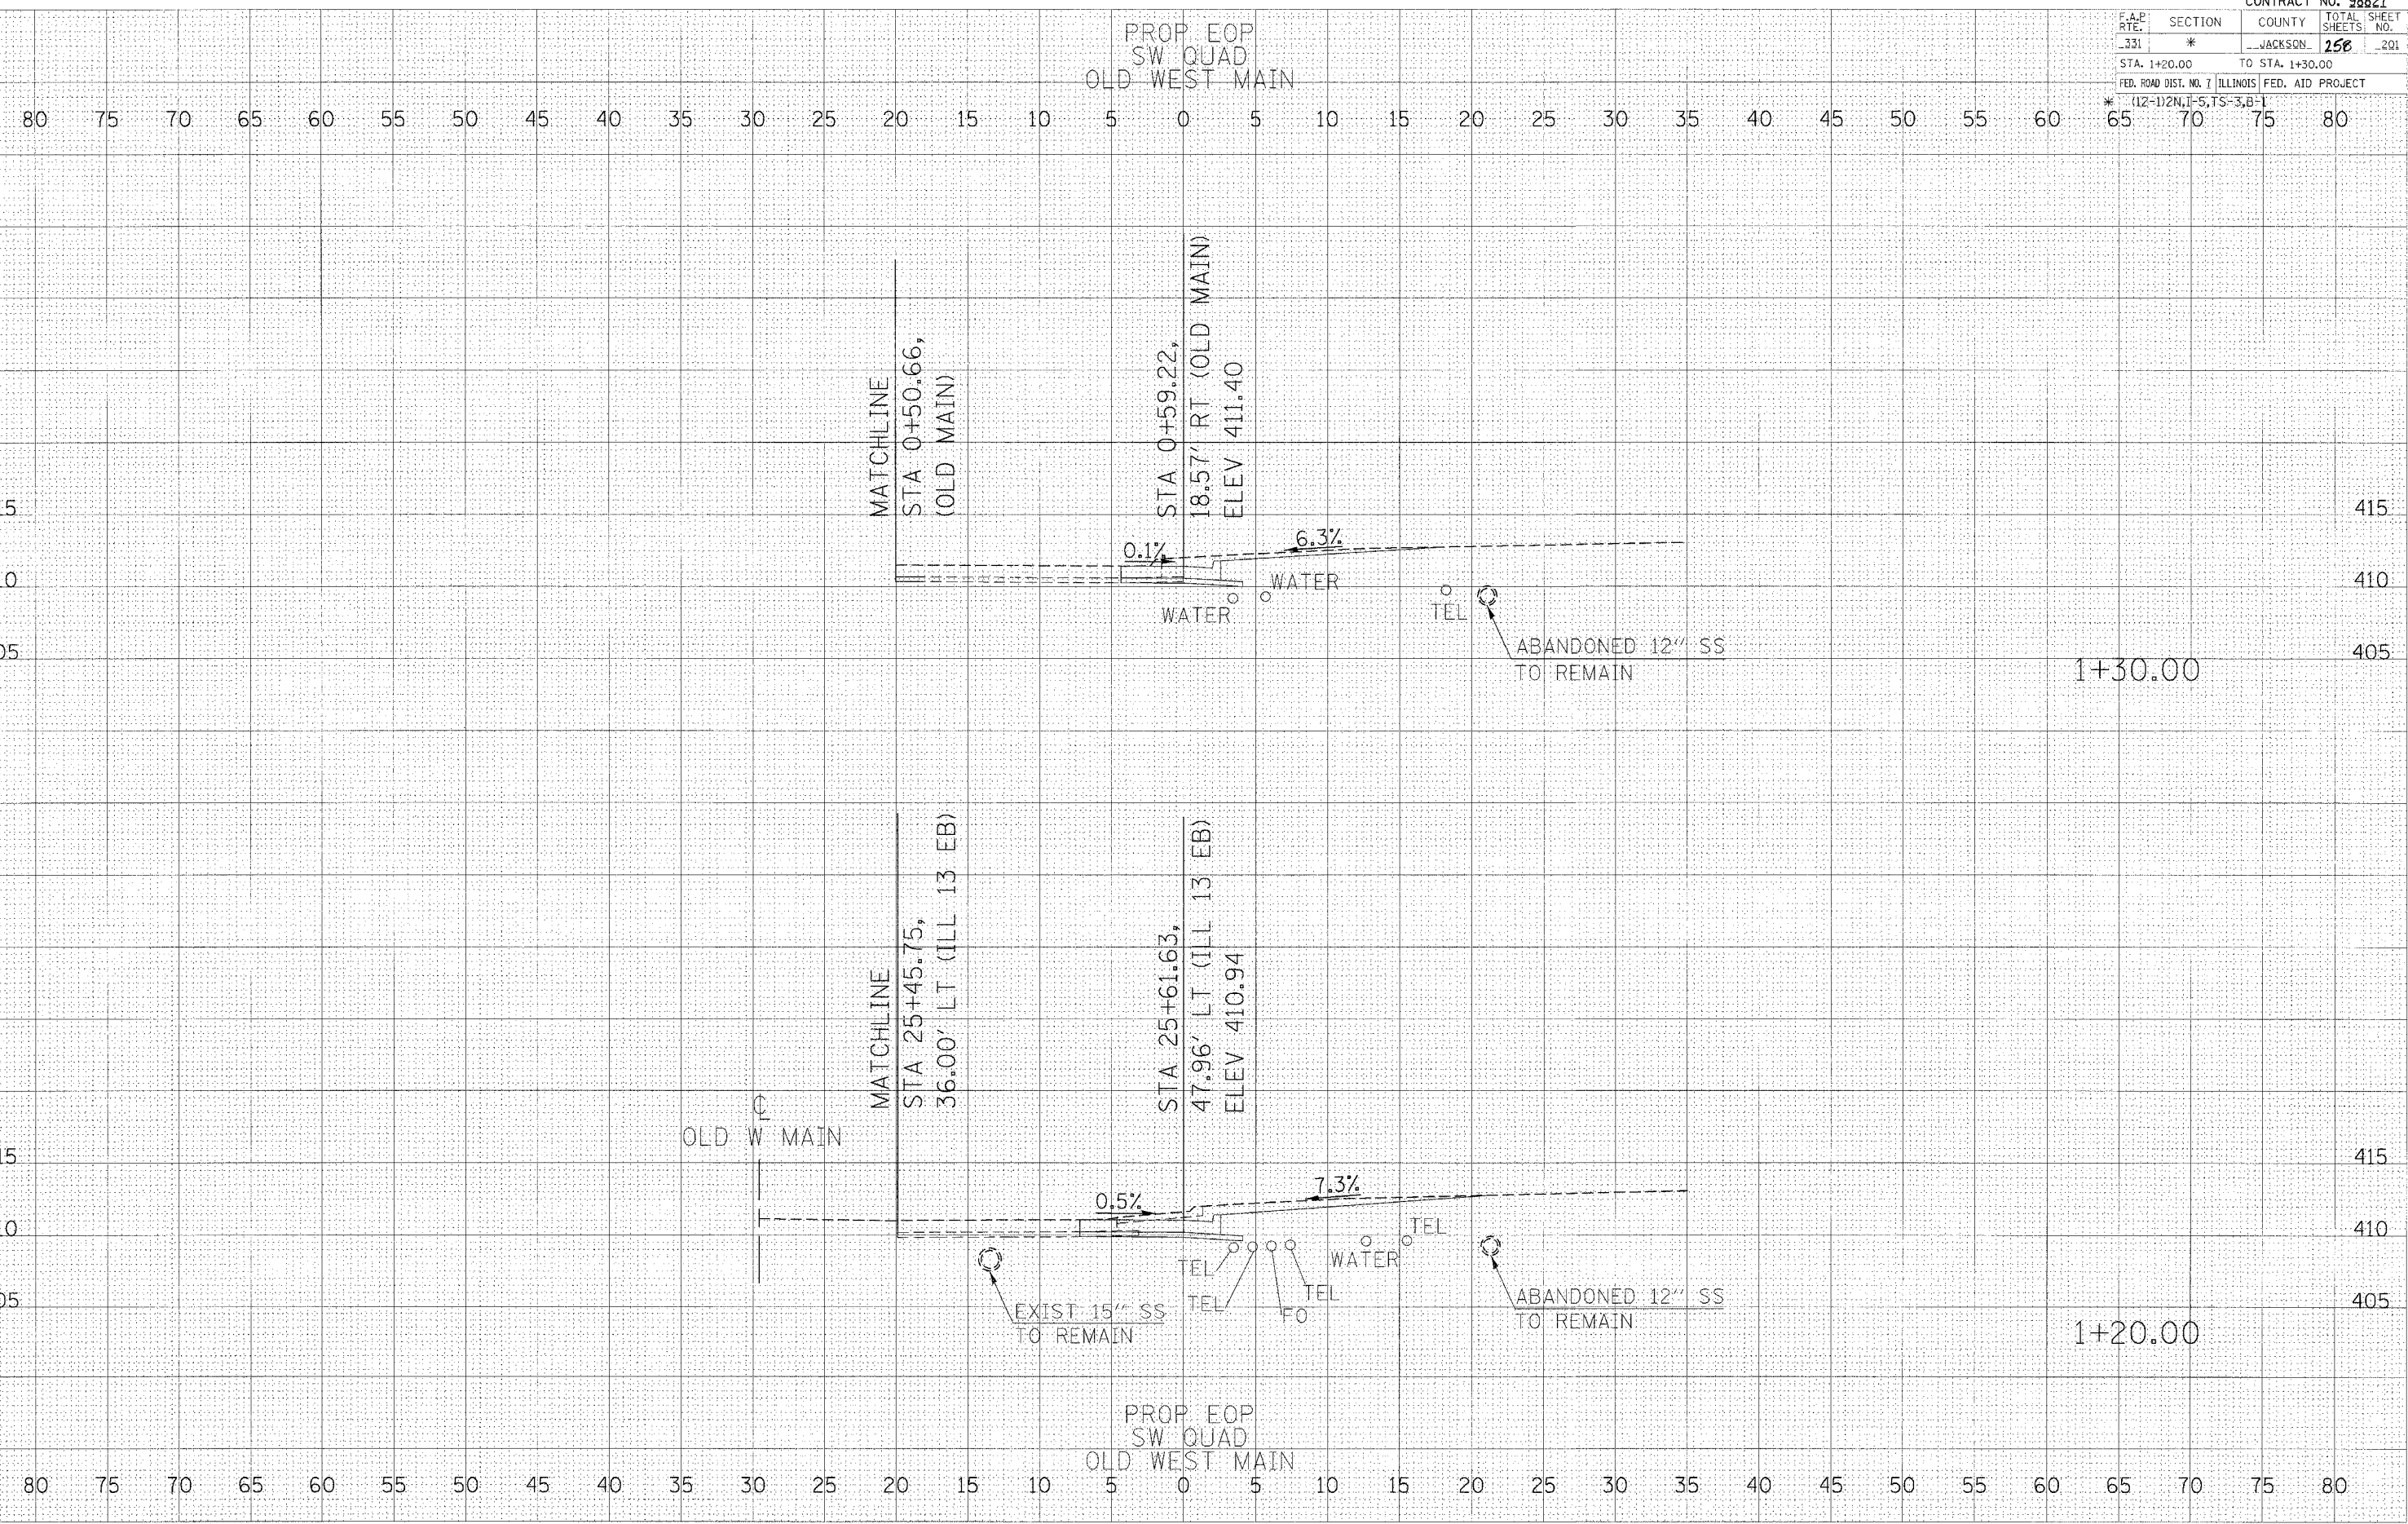 CONTRACT NO. 98821
F.A.P. RTE. SECTION COUNTY TOTAL SHEETS SHEET NO.
331 * JACKSON 258 201
STA. 1+20.00 TO STA. 1+30.00
FED. ROAD DIST. NO. 7 ILLINOIS FED. AID PROJECT
* (12-1)2N,I-5,TS-3,B-1
PROP EOP
SW QUAD
OLD WEST MAIN
80 75 70 65 60 55 50 45 40 35 30 25 20 15 10 5 0 5 10 15 20 25 30 35 40 45 50 55 60 65 70 75 80
MATCHLINE
STA 0+50.66,
(OLD MAIN)
STA 0+59.22,
18.57' RT (OLD MAIN)
ELEV 411.40
5 415
0.1% 6.3%
0 410
WATER
WATER
TEL
ABANDONED 12" SS
TO REMAIN
05 405
1+30.00
MATCHLINE
STA 25+45.75,
36.00' LT (ILL 13 EB)
STA 25+61.63,
47.96' LT (ILL 13 EB)
ELEV 410.94
℄
OLD W MAIN
15 415
0.5% 7.3%
0 410
TEL
WATER
TEL
TEL
TEL
FO
EXIST 15" SS
TO REMAIN
ABANDONED 12" SS
TO REMAIN
05 405
1+20.00
PROP EOP
SW QUAD
OLD WEST MAIN
80 75 70 65 60 55 50 45 40 35 30 25 20 15 10 5 0 5 10 15 20 25 30 35 40 45 50 55 60 65 70 75 80